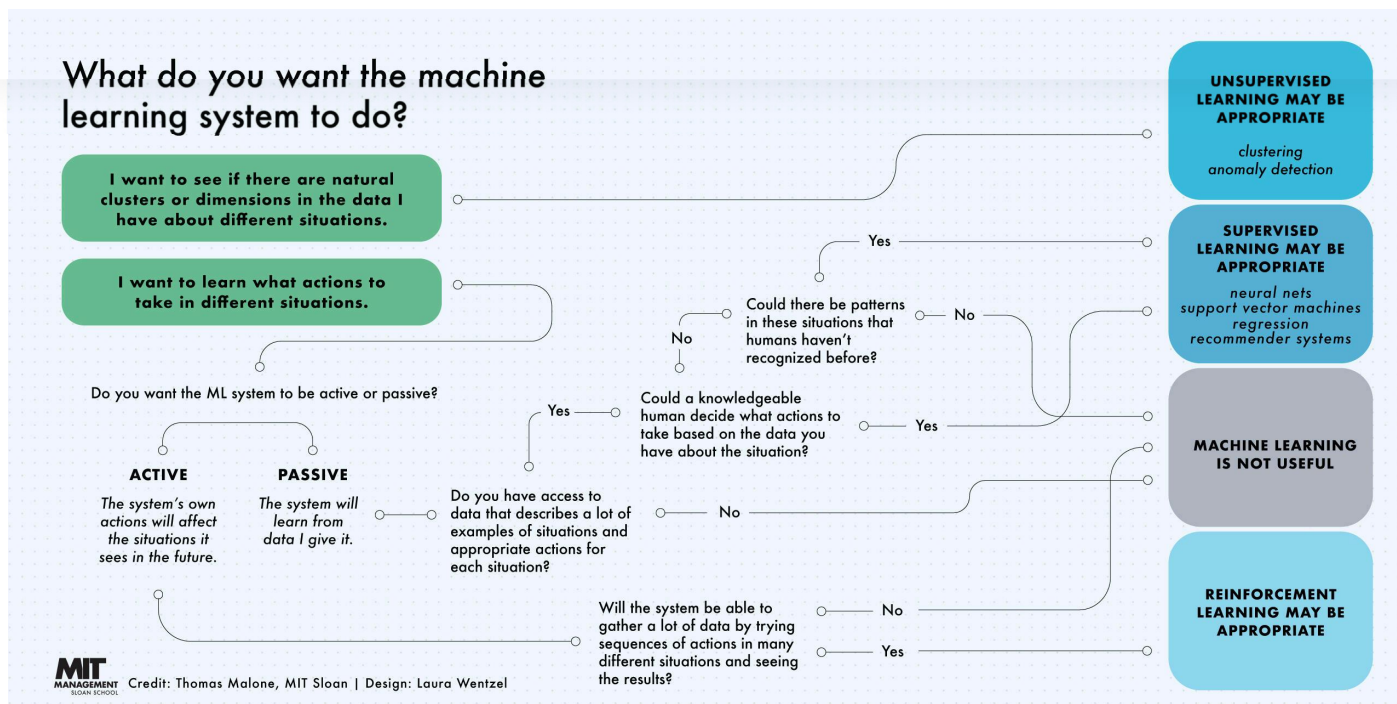 What do you want the machine
learning system to do?
I want to see if there are natural
clusters or dimensions in the data I
have about different situations.
I want to learn what actions to
take in different situations.
Do you want the ML system to be active or passive?
ACTIVE
The system's own
actions will affect
the situations it
sees in the future.
PASSIVE
The system will
learn from
data I give it.
Do you have access to
data that describes a lot of
examples of situations and
appropriate actions for
each situation?
Yes
No
Could a knowledgeable
human decide what actions to
take based on the data you
have about the situation?
No
Yes
Could there be patterns
in these situations that
humans haven't
recognized before?
Yes
No
Will the system be able to
gather a lot of data by trying
sequences of actions in many
different situations and seeing
the results?
No
Yes
UNSUPERVISED
LEARNING MAY BE
APPROPRIATE
clustering
anomaly detection
SUPERVISED
LEARNING MAY BE
APPROPRIATE
neural nets
support vector machines
regression
recommender systems
MACHINE LEARNING
IS NOT USEFUL
REINFORCEMENT
LEARNING MAY BE
APPROPRIATE
MIT
MANAGEMENT
SLOAN SCHOOL
Credit: Thomas Malone, MIT Sloan | Design: Laura Wentzel